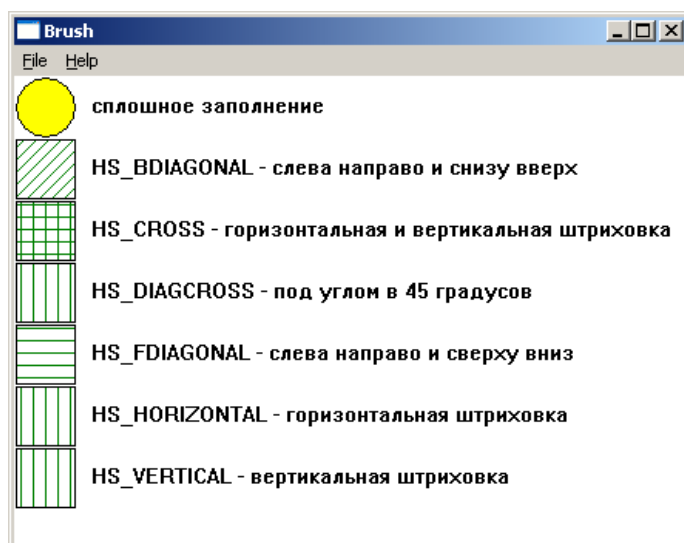 Brush
File Help
сплошное заполнение
HS_BDIAGONAL - слева направо и снизу вверх
HS_CROSS - горизонтальная и вертикальная штриховка
HS_DIAGCROSS - под углом в 45 градусов
HS_FDIAGONAL - слева направо и сверху вниз
HS_HORIZONTAL - горизонтальная штриховка
HS_VERTICAL - вертикальная штриховка